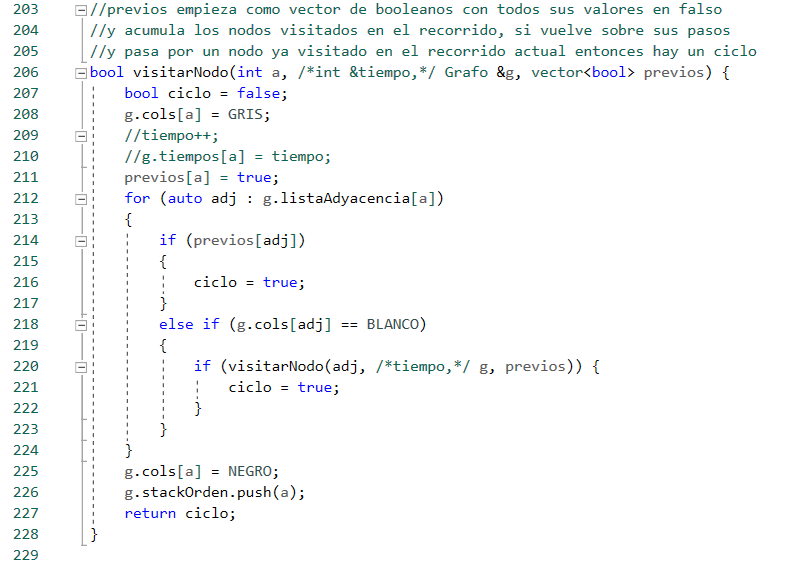 203 //previos empieza como vector de booleanos con todos sus valores en falso
204 //y acumula los nodos visitados en el recorrido, si vuelve sobre sus pasos
205 //y pasa por un nodo ya visitado en el recorrido actual entonces hay un ciclo
206 bool visitarNodo(int a, /*int &tiempo,*/ Grafo &g, vector<bool> previos) {
207 bool ciclo = false;
208 g.cols[a] = GRIS;
209 //tiempo++;
210 //g.tiempos[a] = tiempo;
211 previos[a] = true;
212 for (auto adj : g.listaAdyacencia[a])
213 {
214 if (previos[adj])
215 {
216 ciclo = true;
217 }
218 else if (g.cols[adj] == BLANCO)
219 {
220 if (visitarNodo(adj, /*tiempo,*/ g, previos)) {
221 ciclo = true;
222 }
223 }
224 }
225 g.cols[a] = NEGRO;
226 g.stackOrden.push(a);
227 return ciclo;
228 }
229